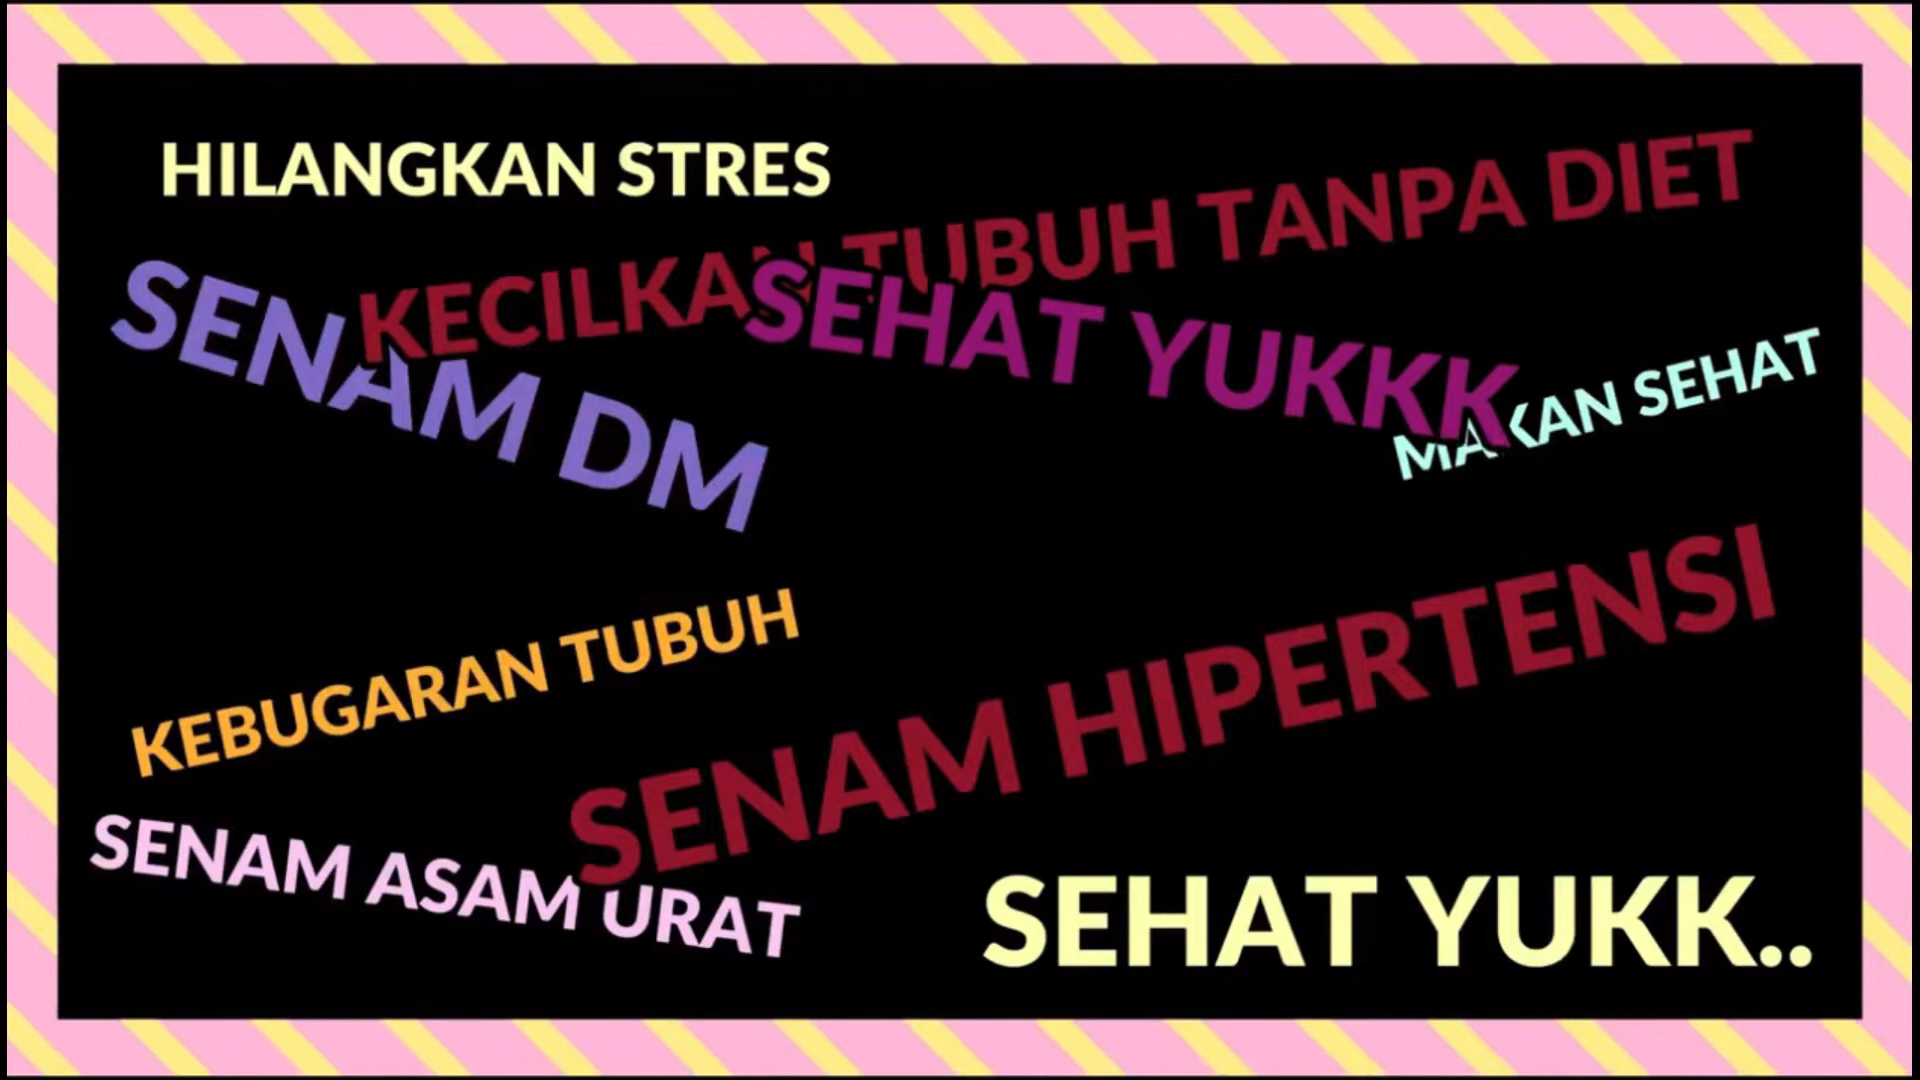 HILANGKAN STRES
KECILKAN TUBUH TANPA DIET
SENAM DM
SEHAT YUKKK
MAKAN SEHAT
KEBUGARAN TUBUH
SENAM HIPERTENSI
SENAM ASAM URAT
SEHAT YUKK..